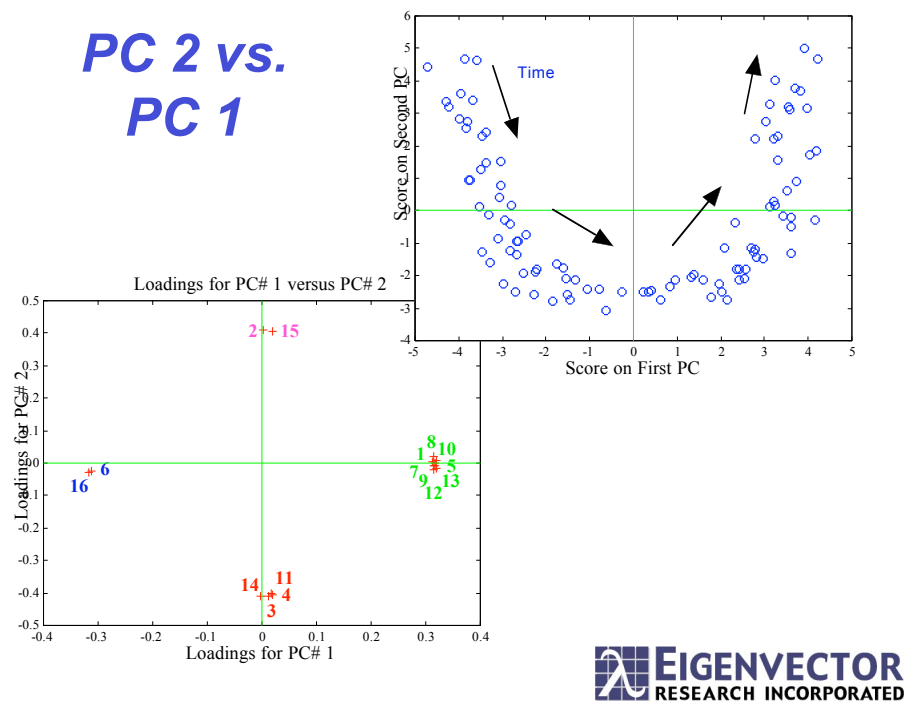 PC 2 vs.
PC 1
6
5
4
3
2
1
0
-1
-2
-3
-4
Score on Second PC
Time
-5 -4 -3 -2 -1 0 1 2 3 4 5
Score on First PC
Loadings for PC# 1 versus PC# 2
0.5
0.4
0.3
0.2
0.1
0.0
-0.1
-0.2
-0.3
-0.4
-0.5
Loadings for PC# 2
2 15
8
1 10
6 7 5
16 9 13
12
14 11
4
3
-0.4 -0.3 -0.2 -0.1 0 0.1 0.2 0.3 0.4
Loadings for PC# 1
EIGENVECTOR
RESEARCH INCORPORATED